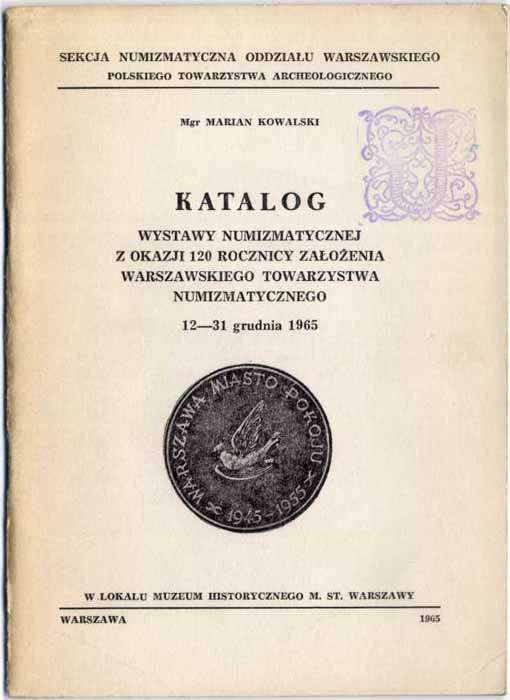 SEKCJA NUMIZMATYCZNA ODDZIAŁU WARSZAWSKIEGO
POLSKIEGO TOWARZYSTWA ARCHEOLOGICZNEGO
Mgr MARIAN KOWALSKI
KATALOG
WYSTAWY NUMIZMATYCZNEJ
Z OKAZJI 120 ROCZNICY ZAŁOŻENIA
WARSZAWSKIEGO TOWARZYSTWA
NUMIZMATYCZNEGO
12—31 grudnia 1965
WARSZAWA MIASTO POKOJU
1945-1955
W LOKALU MUZEUM HISTORYCZNEGO M. ST. WARSZAWY
WARSZAWA 1965